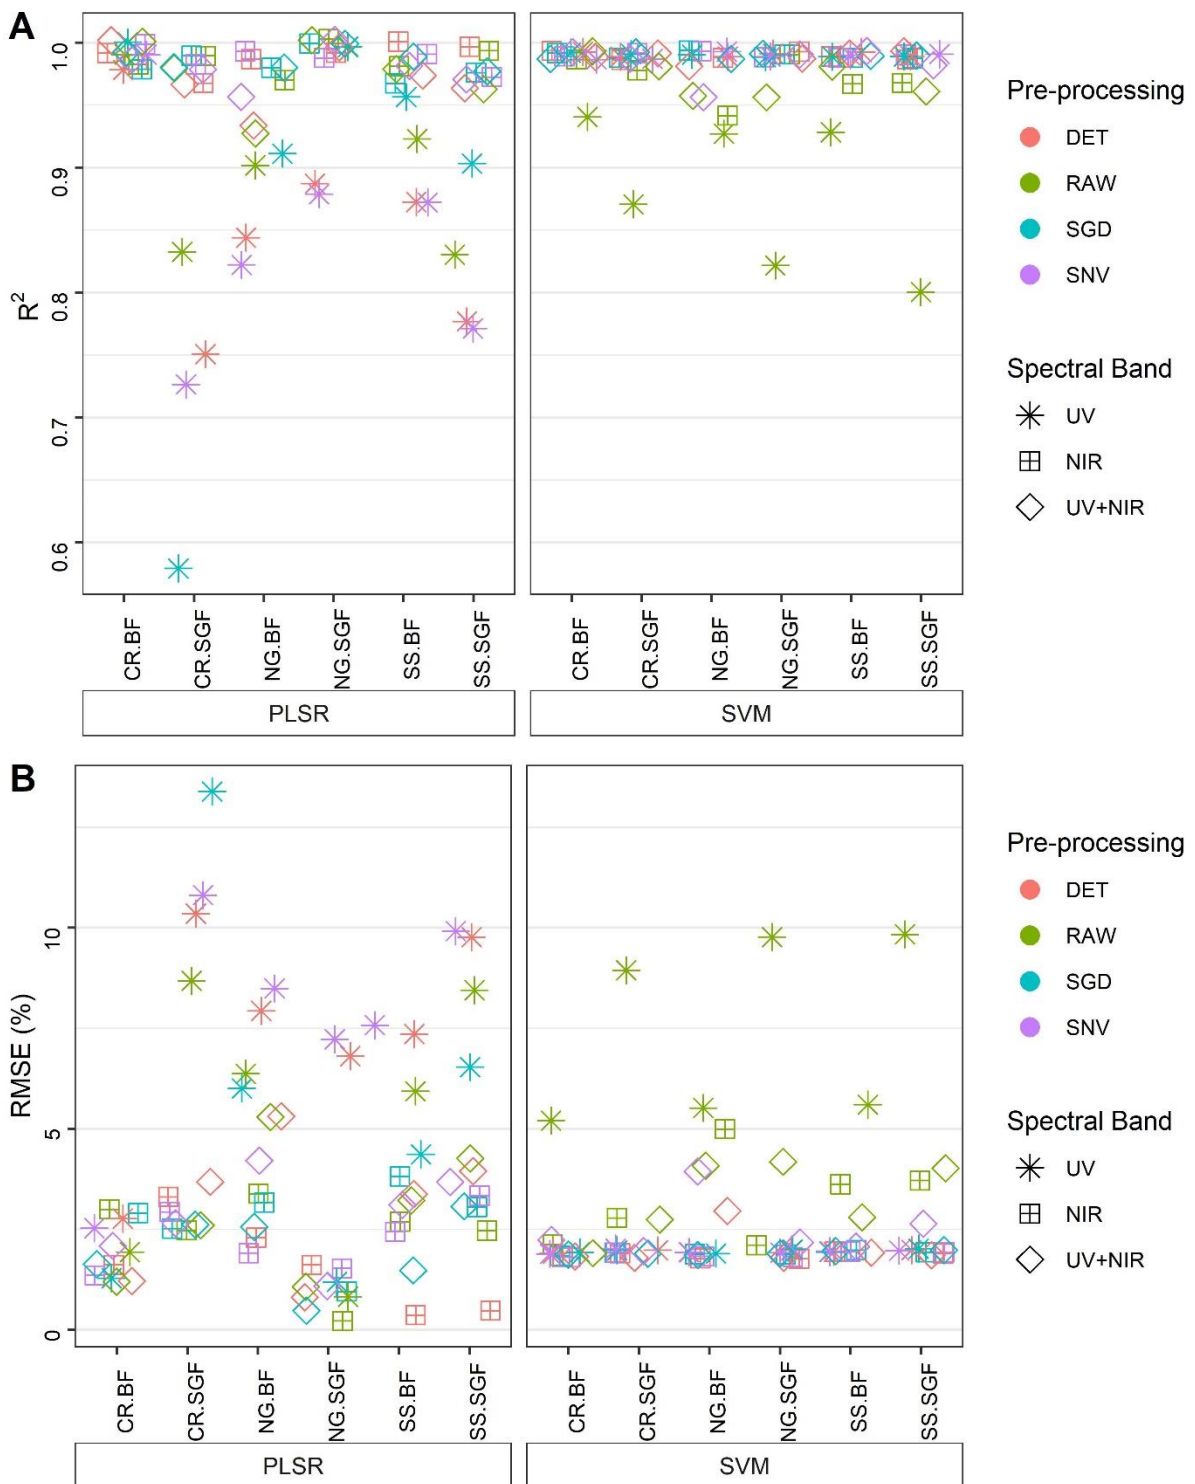 A
1.0
0.9
0.8
0.7
0.6
R²
CR.BF
CR.SGF
NG.BF
NG.SGF
SS.BF
SS.SGF
PLSR
CR.BF
CR.SGF
NG.BF
NG.SGF
SS.BF
SS.SGF
SVM
Pre-processing
DET
RAW
SGD
SNV
Spectral Band
UV
NIR
UV+NIR
B
10
5
0
RMSE (%)
CR.BF
CR.SGF
NG.BF
NG.SGF
SS.BF
SS.SGF
PLSR
CR.BF
CR.SGF
NG.BF
NG.SGF
SS.BF
SS.SGF
SVM
Pre-processing
DET
RAW
SGD
SNV
Spectral Band
UV
NIR
UV+NIR